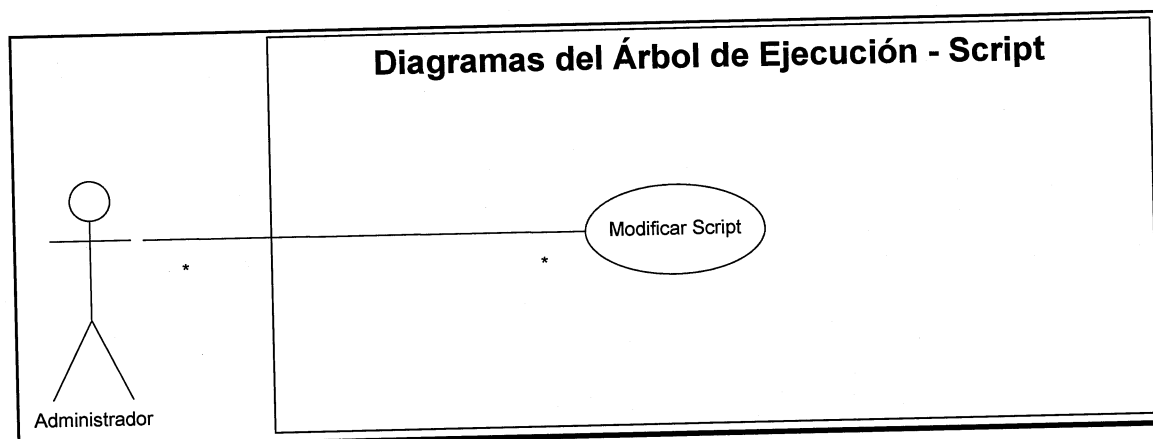 Diagramas del Árbol de Ejecución - Script
Modificar Script
*
*
Administrador